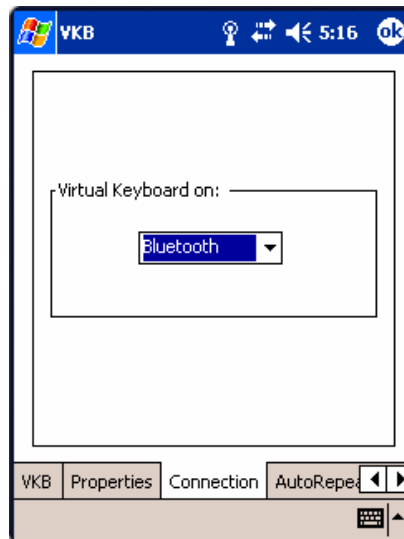 VKB 5:16 ok
Virtual Keyboard on:
Bluetooth
VKB Properties Connection AutoRepea